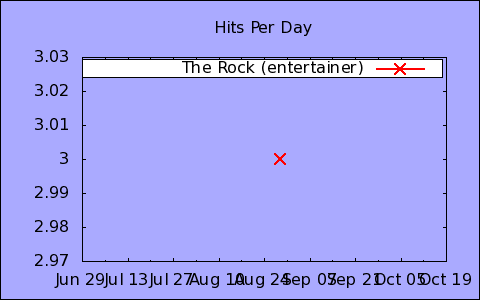 Hits Per Day
The Rock (entertainer)
3.03
3.02
3.01
3
2.99
2.98
2.97
Jun 29 Jul 13 Jul 27 Aug 10 Aug 24 Sep 07 Sep 21 Oct 05 Oct 19